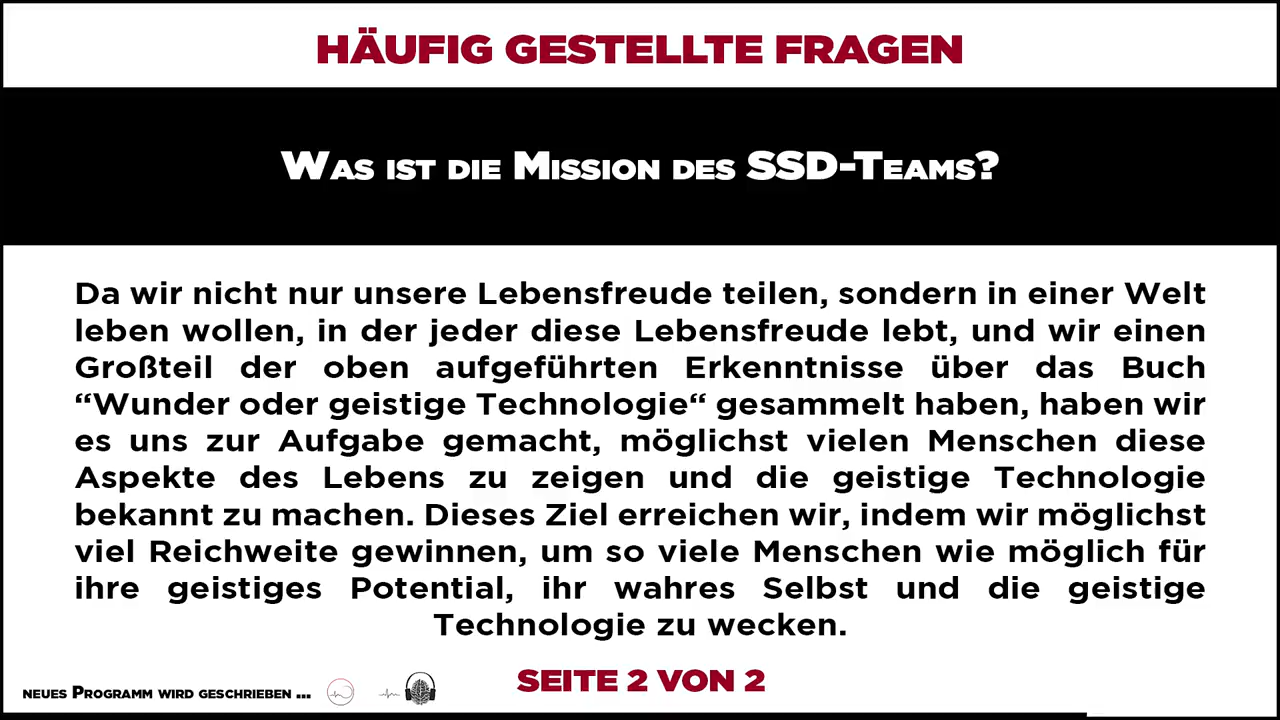 HÄUFIG GESTELLTE FRAGEN
Was ist die Mission des SSD-Teams?
Da wir nicht nur unsere Lebensfreude teilen, sondern in einer Welt
leben wollen, in der jeder diese Lebensfreude lebt, und wir einen
Großteil der oben aufgeführten Erkenntnisse über das Buch
“Wunder oder geistige Technologie“ gesammelt haben, haben wir
es uns zur Aufgabe gemacht, möglichst vielen Menschen diese
Aspekte des Lebens zu zeigen und die geistige Technologie
bekannt zu machen. Dieses Ziel erreichen wir, indem wir möglichst
viel Reichweite gewinnen, um so viele Menschen wie möglich für
ihre geistiges Potential, ihr wahres Selbst und die geistige
Technologie zu wecken.
SEITE 2 VON 2
neues Programm wird geschrieben ...